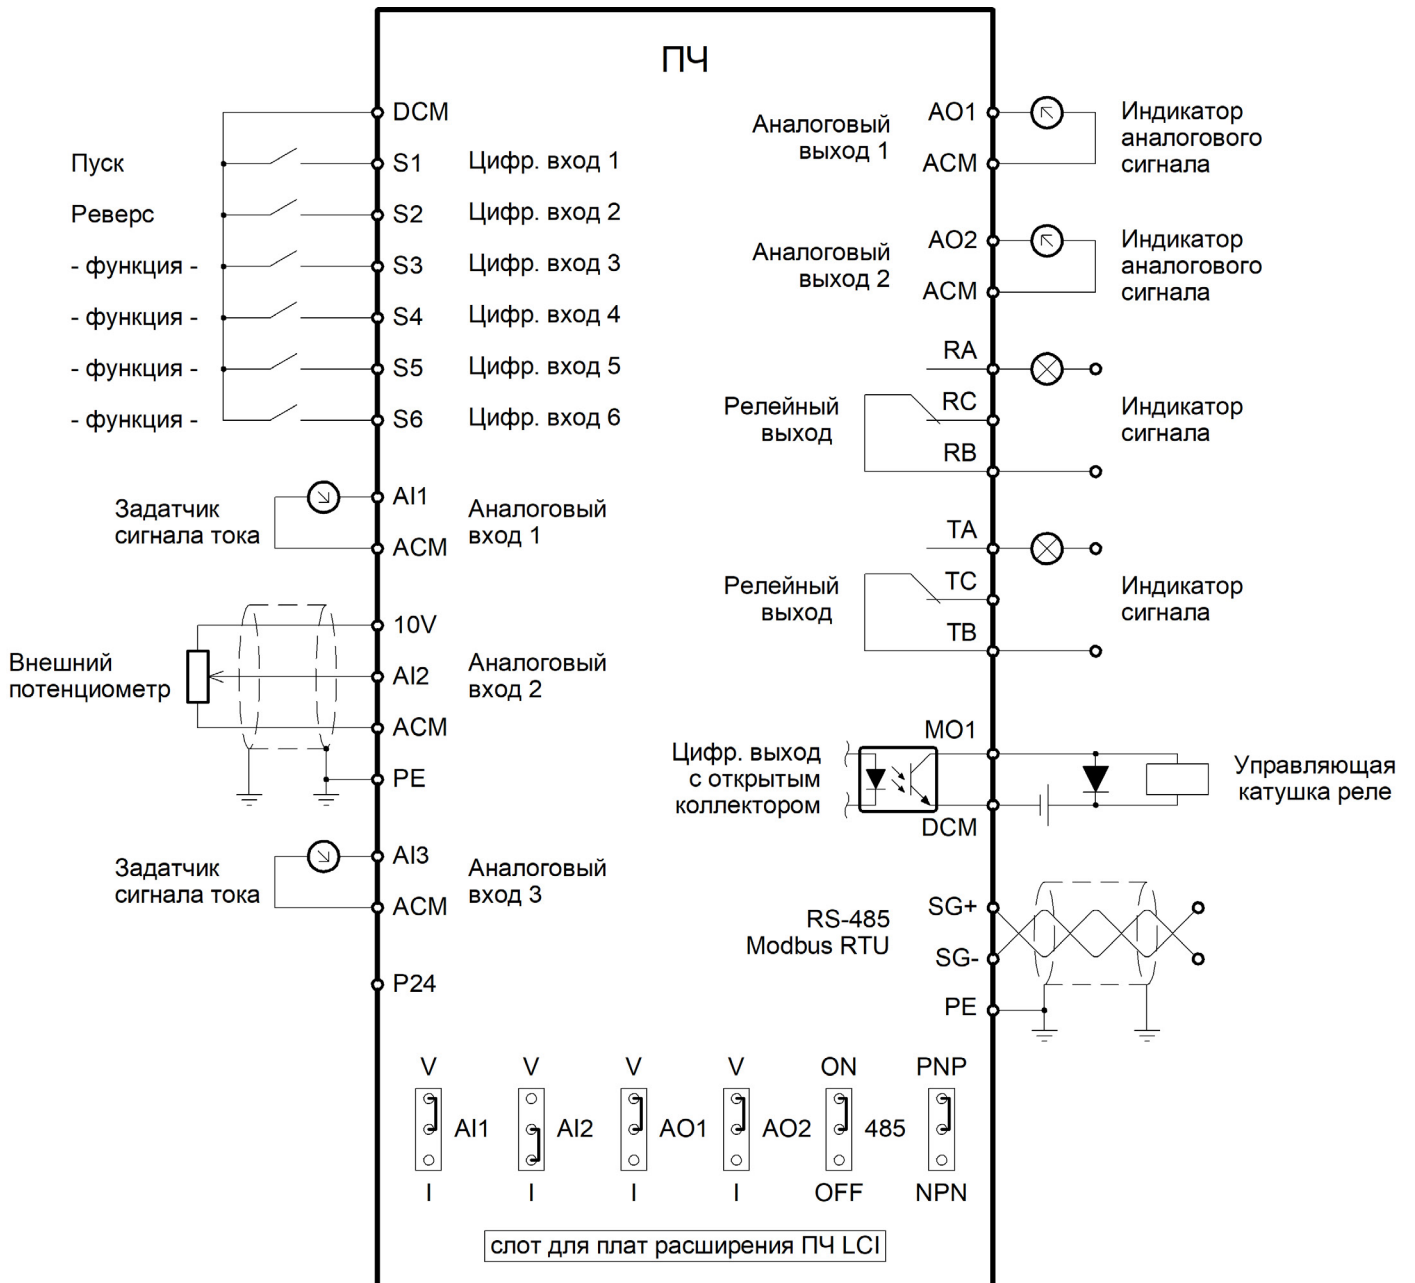 ПЧ
DCM
Пуск
S1
Цифр. вход 1
Реверс
S2
Цифр. вход 2
- функция -
S3
Цифр. вход 3
- функция -
S4
Цифр. вход 4
- функция -
S5
Цифр. вход 5
- функция -
S6
Цифр. вход 6
Задатчик
сигнала тока
AI1
ACM
Аналоговый
вход 1
Внешний
потенциометр
10V
AI2
ACM
PE
Аналоговый
вход 2
Задатчик
сигнала тока
AI3
ACM
Аналоговый
вход 3
P24
Аналоговый
выход 1
AO1
ACM
Индикатор
аналогового
сигнала
Аналоговый
выход 2
AO2
ACM
Индикатор
аналогового
сигнала
Релейный
выход
RA
RC
RB
Индикатор
сигнала
Релейный
выход
TA
TC
TB
Индикатор
сигнала
Цифр. выход
с открытым
коллектором
MO1
DCM
Управляющая
катушка реле
RS-485
Modbus RTU
SG+
SG-
PE
V
AI1
I
V
AI2
I
V
AO1
I
V
AO2
I
ON
485
OFF
PNP
NPN
слот для плат расширения ПЧ LCI